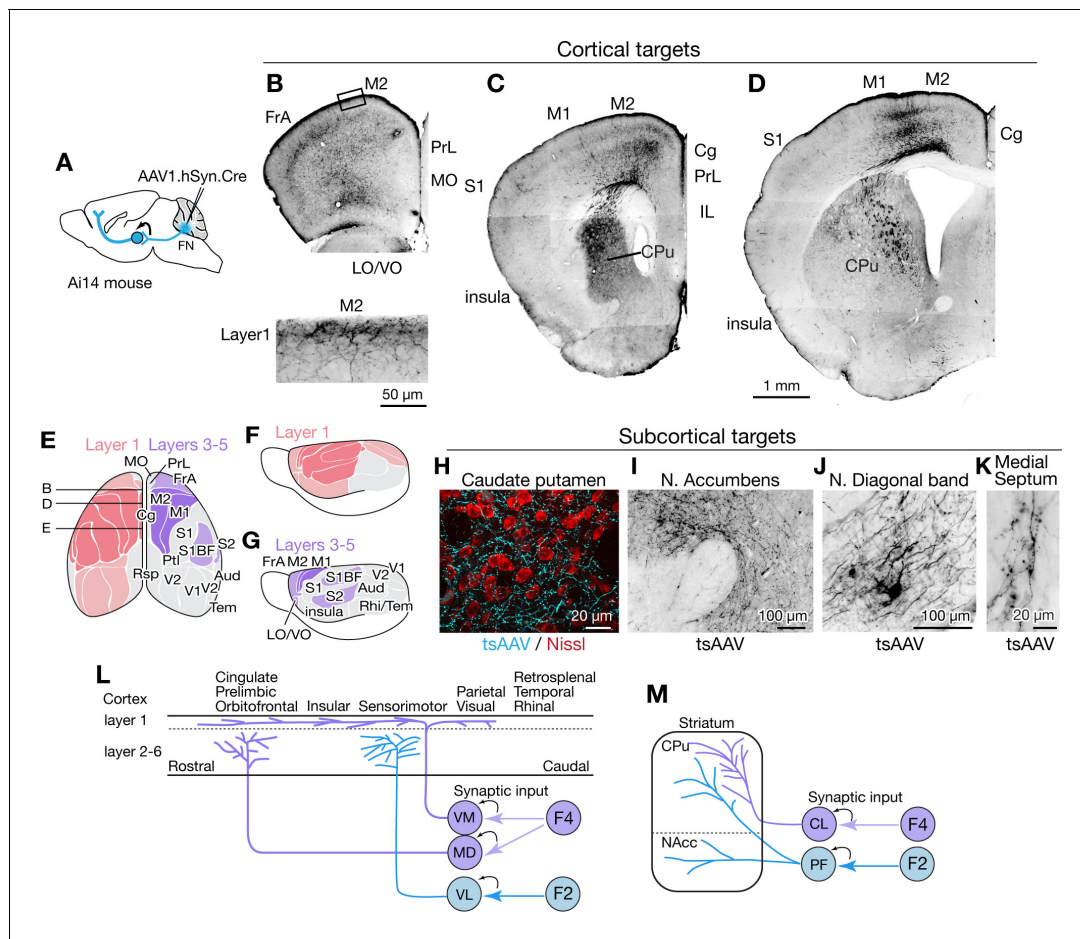 Cortical targets
A
AAV1.hSyn.Cre
FN
Ai14 mouse
B
M2
FrA
PrL
MO
LO/VO
M2
Layer1
50 µm
C
M1
M2
S1
Cg
PrL
IL
CPu
insula
D
M1
M2
S1
Cg
CPu
insula
1 mm
E
Layer 1 Layers 3-5
MO PrL
FrA
B
D
E
M2
Cg M1
S1
S1BF S2
Ptl
Rsp V2 Aud
V1 V2
Tem
F
Layer 1
G
Layers 3-5
FrA M2 M1
S1BF V2 V1
S1 Aud
S2
insula Rhi/Tem
LO/VO
Subcortical targets
H
Caudate putamen
20 µm
tsAAV / Nissl
I
N. Accumbens
100 µm
tsAAV
J
N. Diagonal band
100 µm
tsAAV
K
Medial
Septum
20 µm
tsAAV
L
Cortex
Cingulate
Prelimbic
Orbitofrontal
Insular
Sensorimotor
Parietal
Visual
Retrosplenal
Temporal
Rhinal
layer 1
layer 2-6
Rostral
Caudal
Synaptic input
VM
F4
MD
VL
F2
M
Striatum
CPu
Synaptic input
CL
F4
NAcc
PF
F2